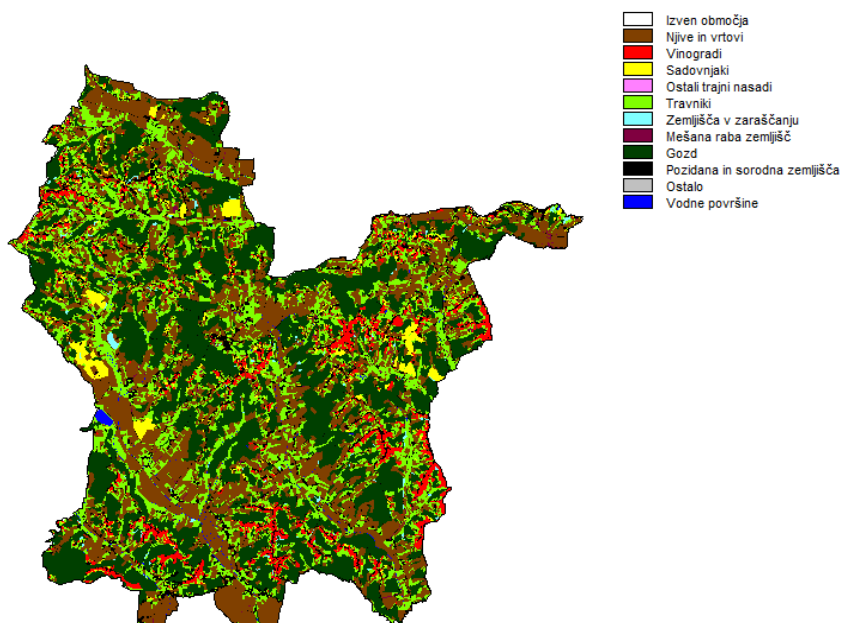 Izven območja
Njive in vrtovi
Vinogradi
Sadovnjaki
Ostali trajni nasadi
Travniki
Zemljišča v zaraščanju
Mešana raba zemljišč
Gozd
Pozidana in sorodna zemljišča
Ostalo
Vodne površine